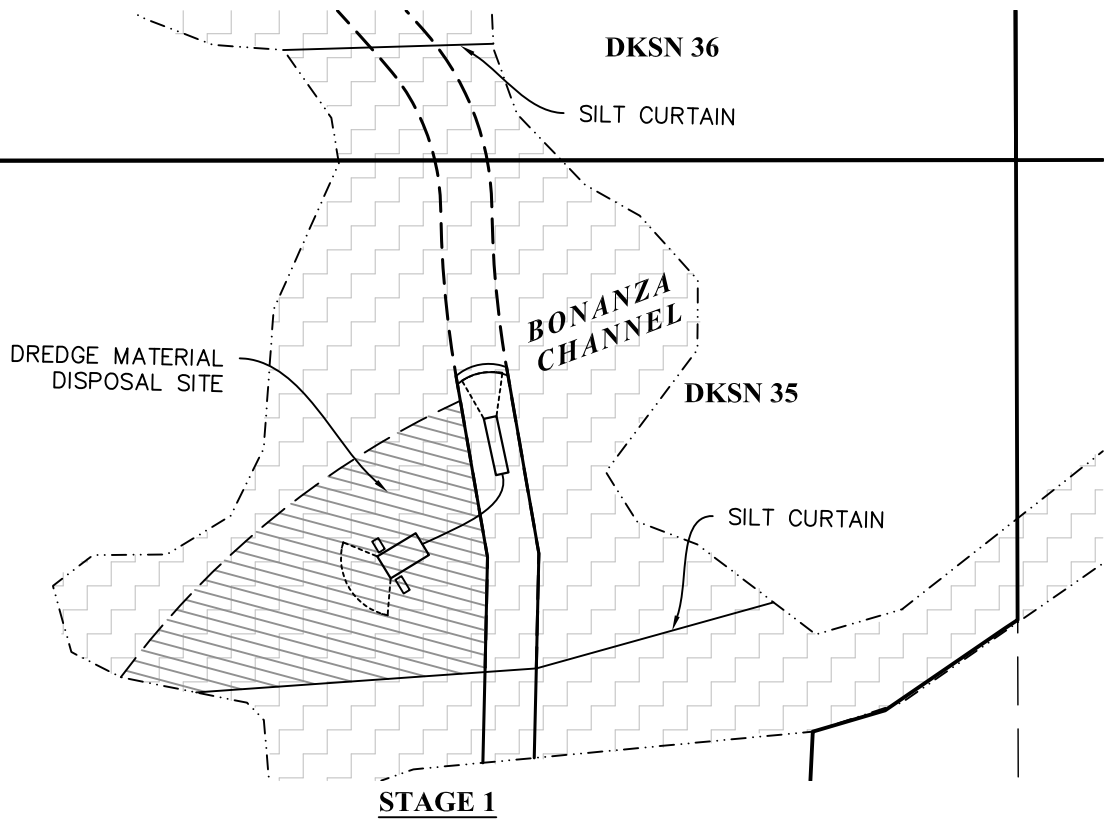 DKSN 36
SILT CURTAIN
BONANZA
CHANNEL
DREDGE MATERIAL
DISPOSAL SITE
DKSN 35
SILT CURTAIN
STAGE 1